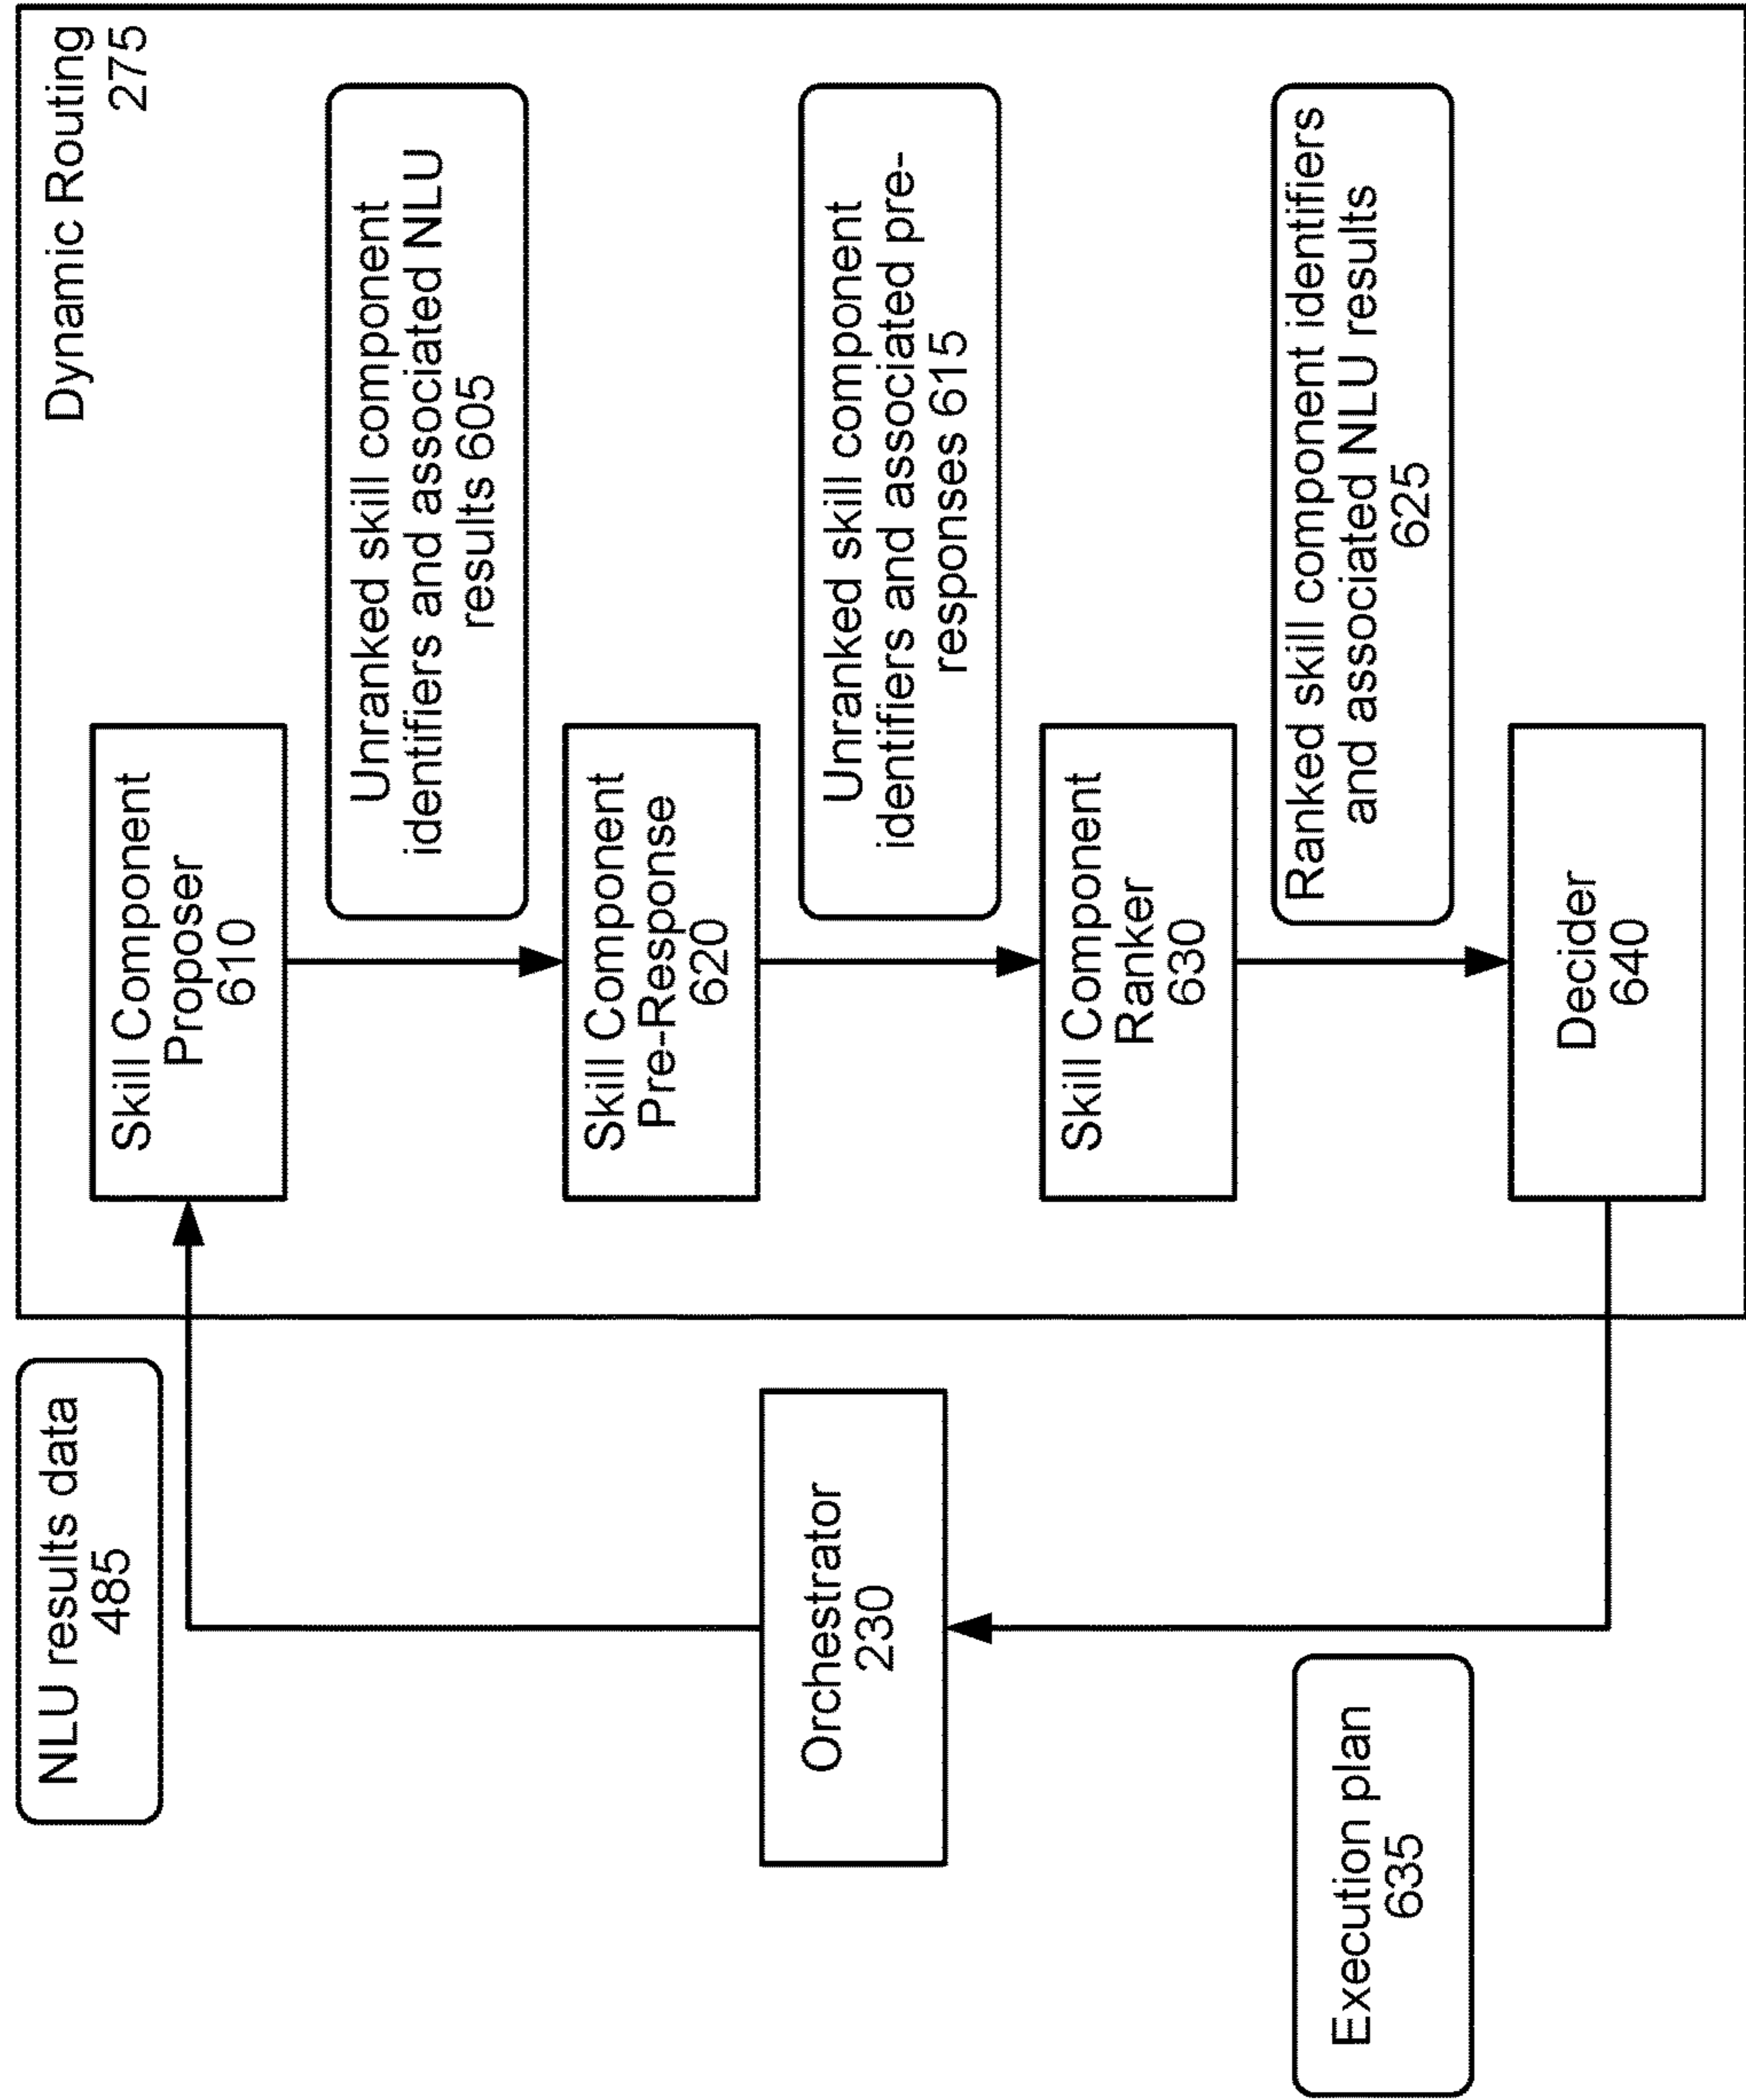 Dynamic Routing
275
NLU results data
485
Skill Component
Proposer
610
Unranked skill component
identifiers and associated NLU
results 605
Skill Component
Pre-Response
620
Unranked skill component
identifiers and associated pre-
responses 615
Orchestrator
230
Skill Component
Ranker
630
Ranked skill component identifiers
and associated NLU results
625
Execution plan
635
Decider
640